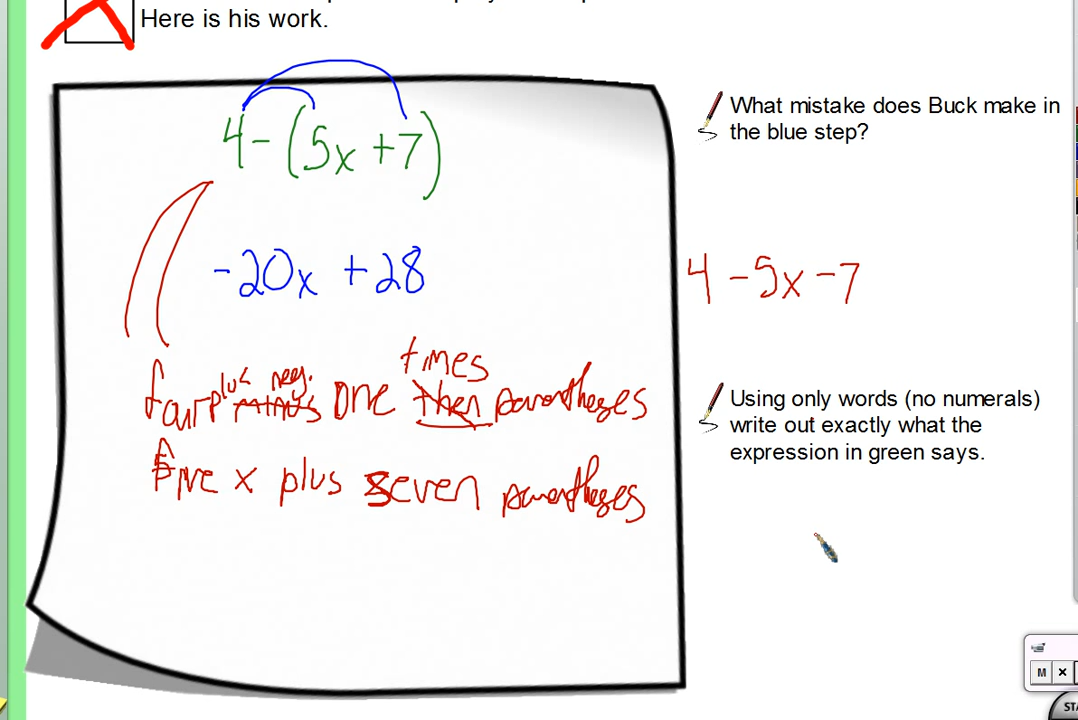 Here is his work.
What mistake does Buck make in
the blue step?
4-(5x+7)
-20x +28
4 -5x -7
times
plus neg.
four minus one then parentheses
five x plus seven parentheses
Using only words (no numerals)
write out exactly what the
expression in green says.
M X